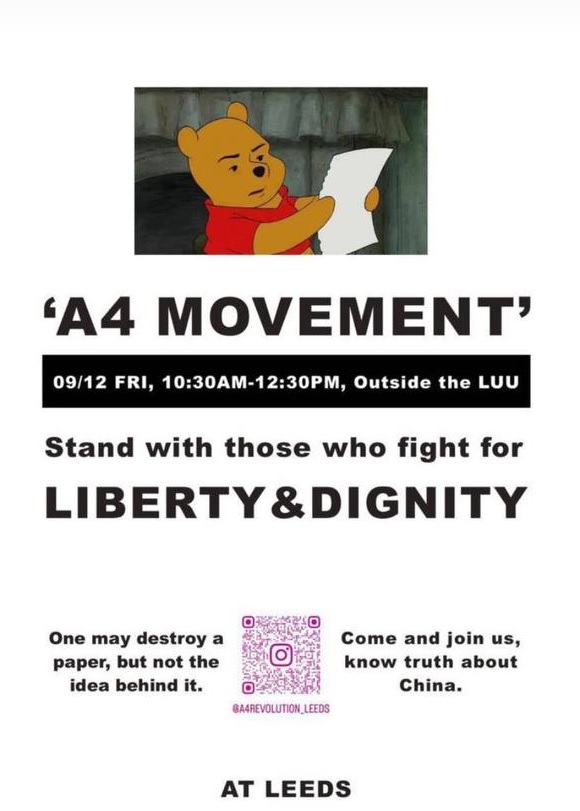 ‘A4 MOVEMENT’
09/12 FRI, 10:30AM-12:30PM, Outside the LUU
Stand with those who fight for
LIBERTY&DIGNITY
One may destroy a
paper, but not the
idea behind it.
@A4REVOLUTION_LEEDS
Come and join us,
know truth about
China.
AT LEEDS